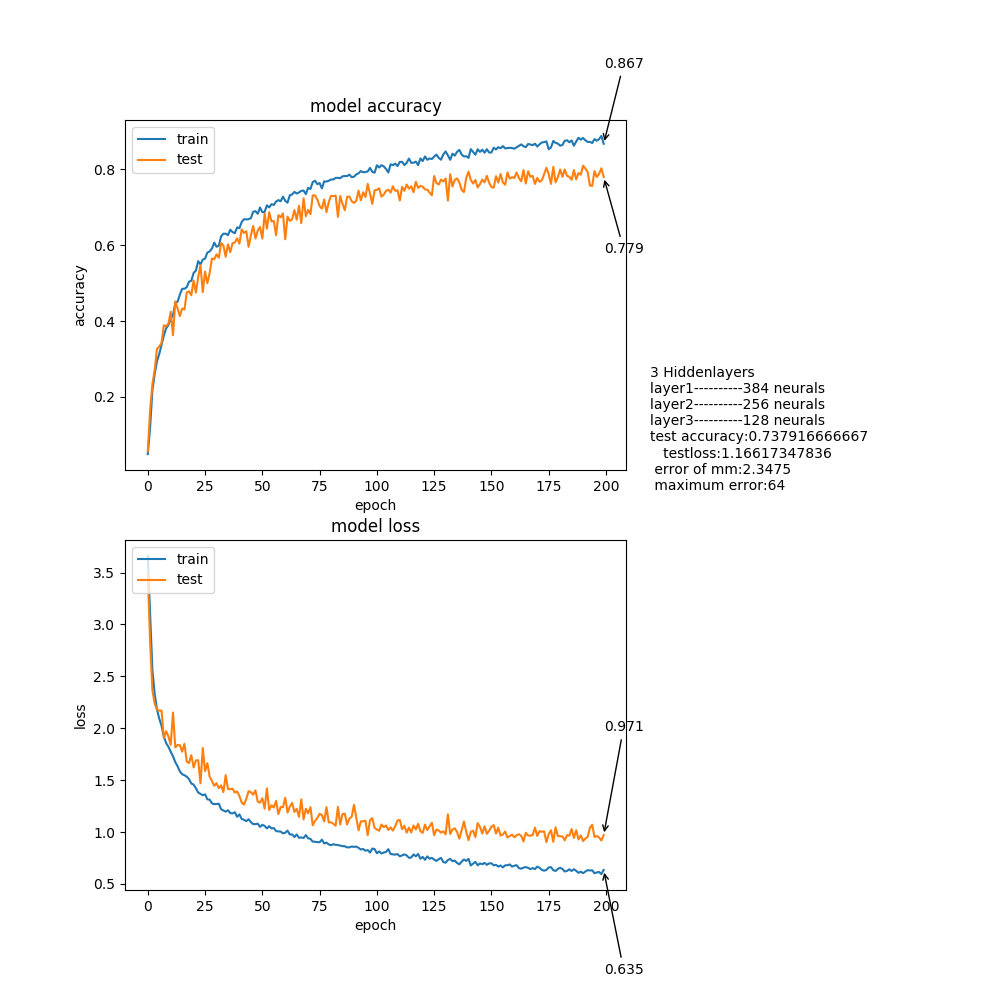 0.867
model accuracy
train
test
0.8
0.6
0.4
0.2
accuracy
0.779
0 25 50 75 100 125 150 175 200
epoch
3 Hiddenlayers
layer1----------384 neurals
layer2----------256 neurals
layer3----------128 neurals
test accuracy:0.737916666667
testloss:1.16617347836
error of mm:2.3475
maximum error:64
model loss
train
test
3.5
3.0
2.5
2.0
1.5
1.0
0.5
loss
0.971
0 25 50 75 100 125 150 175 200
epoch
0.635